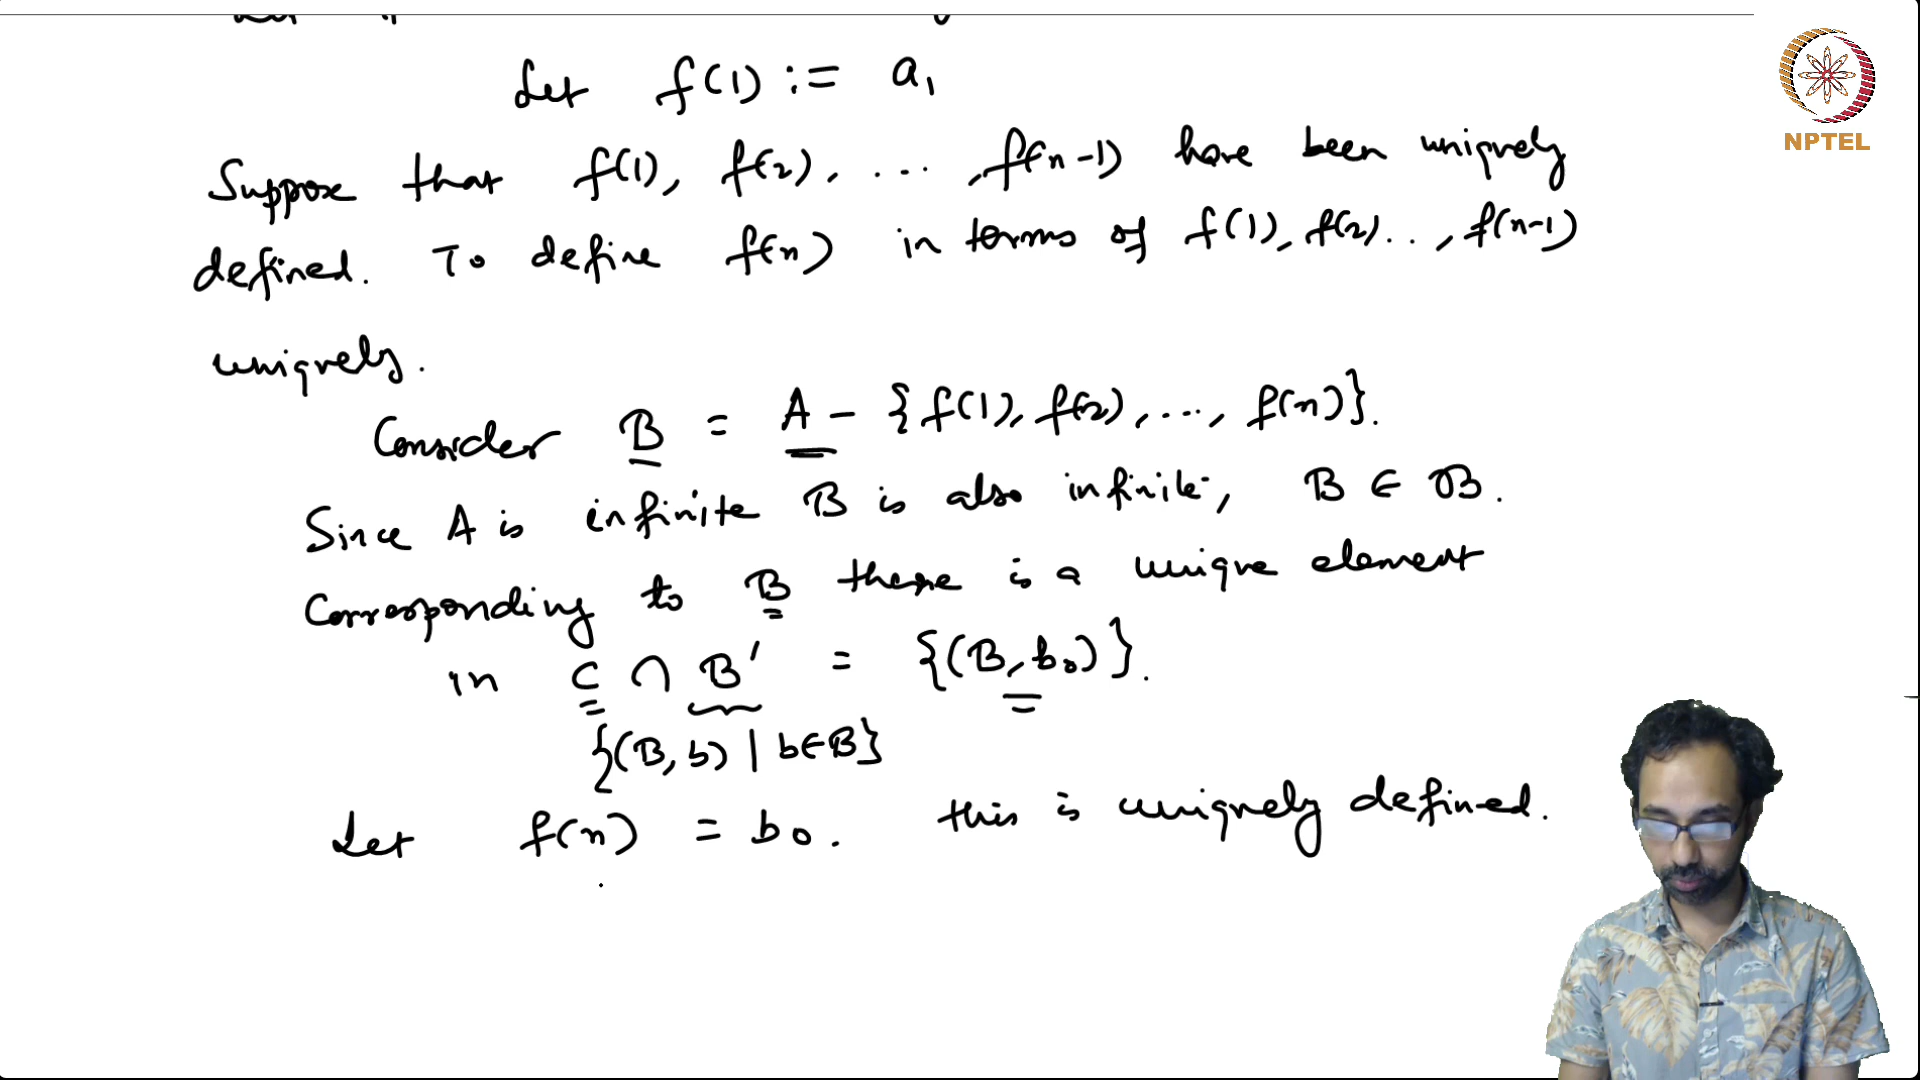 Let f(1) := a₁
NPTEL
Suppose that f(1), f(2), ..., f(n-1) have been uniquely
defined. To define f(n) in terms of f(1), f(2)..., f(n-1)
uniquely.
Consider B = A - {f(1), f(2), ..., f(n)}.
Since A is infinite B is also infinite, B ∈ ℬ.
Corresponding to B there is a unique element
in C ∩ B' = {(B, b₀)}.
{(B, b) | b∈B}
Let f(n) = b₀. this is uniquely defined.